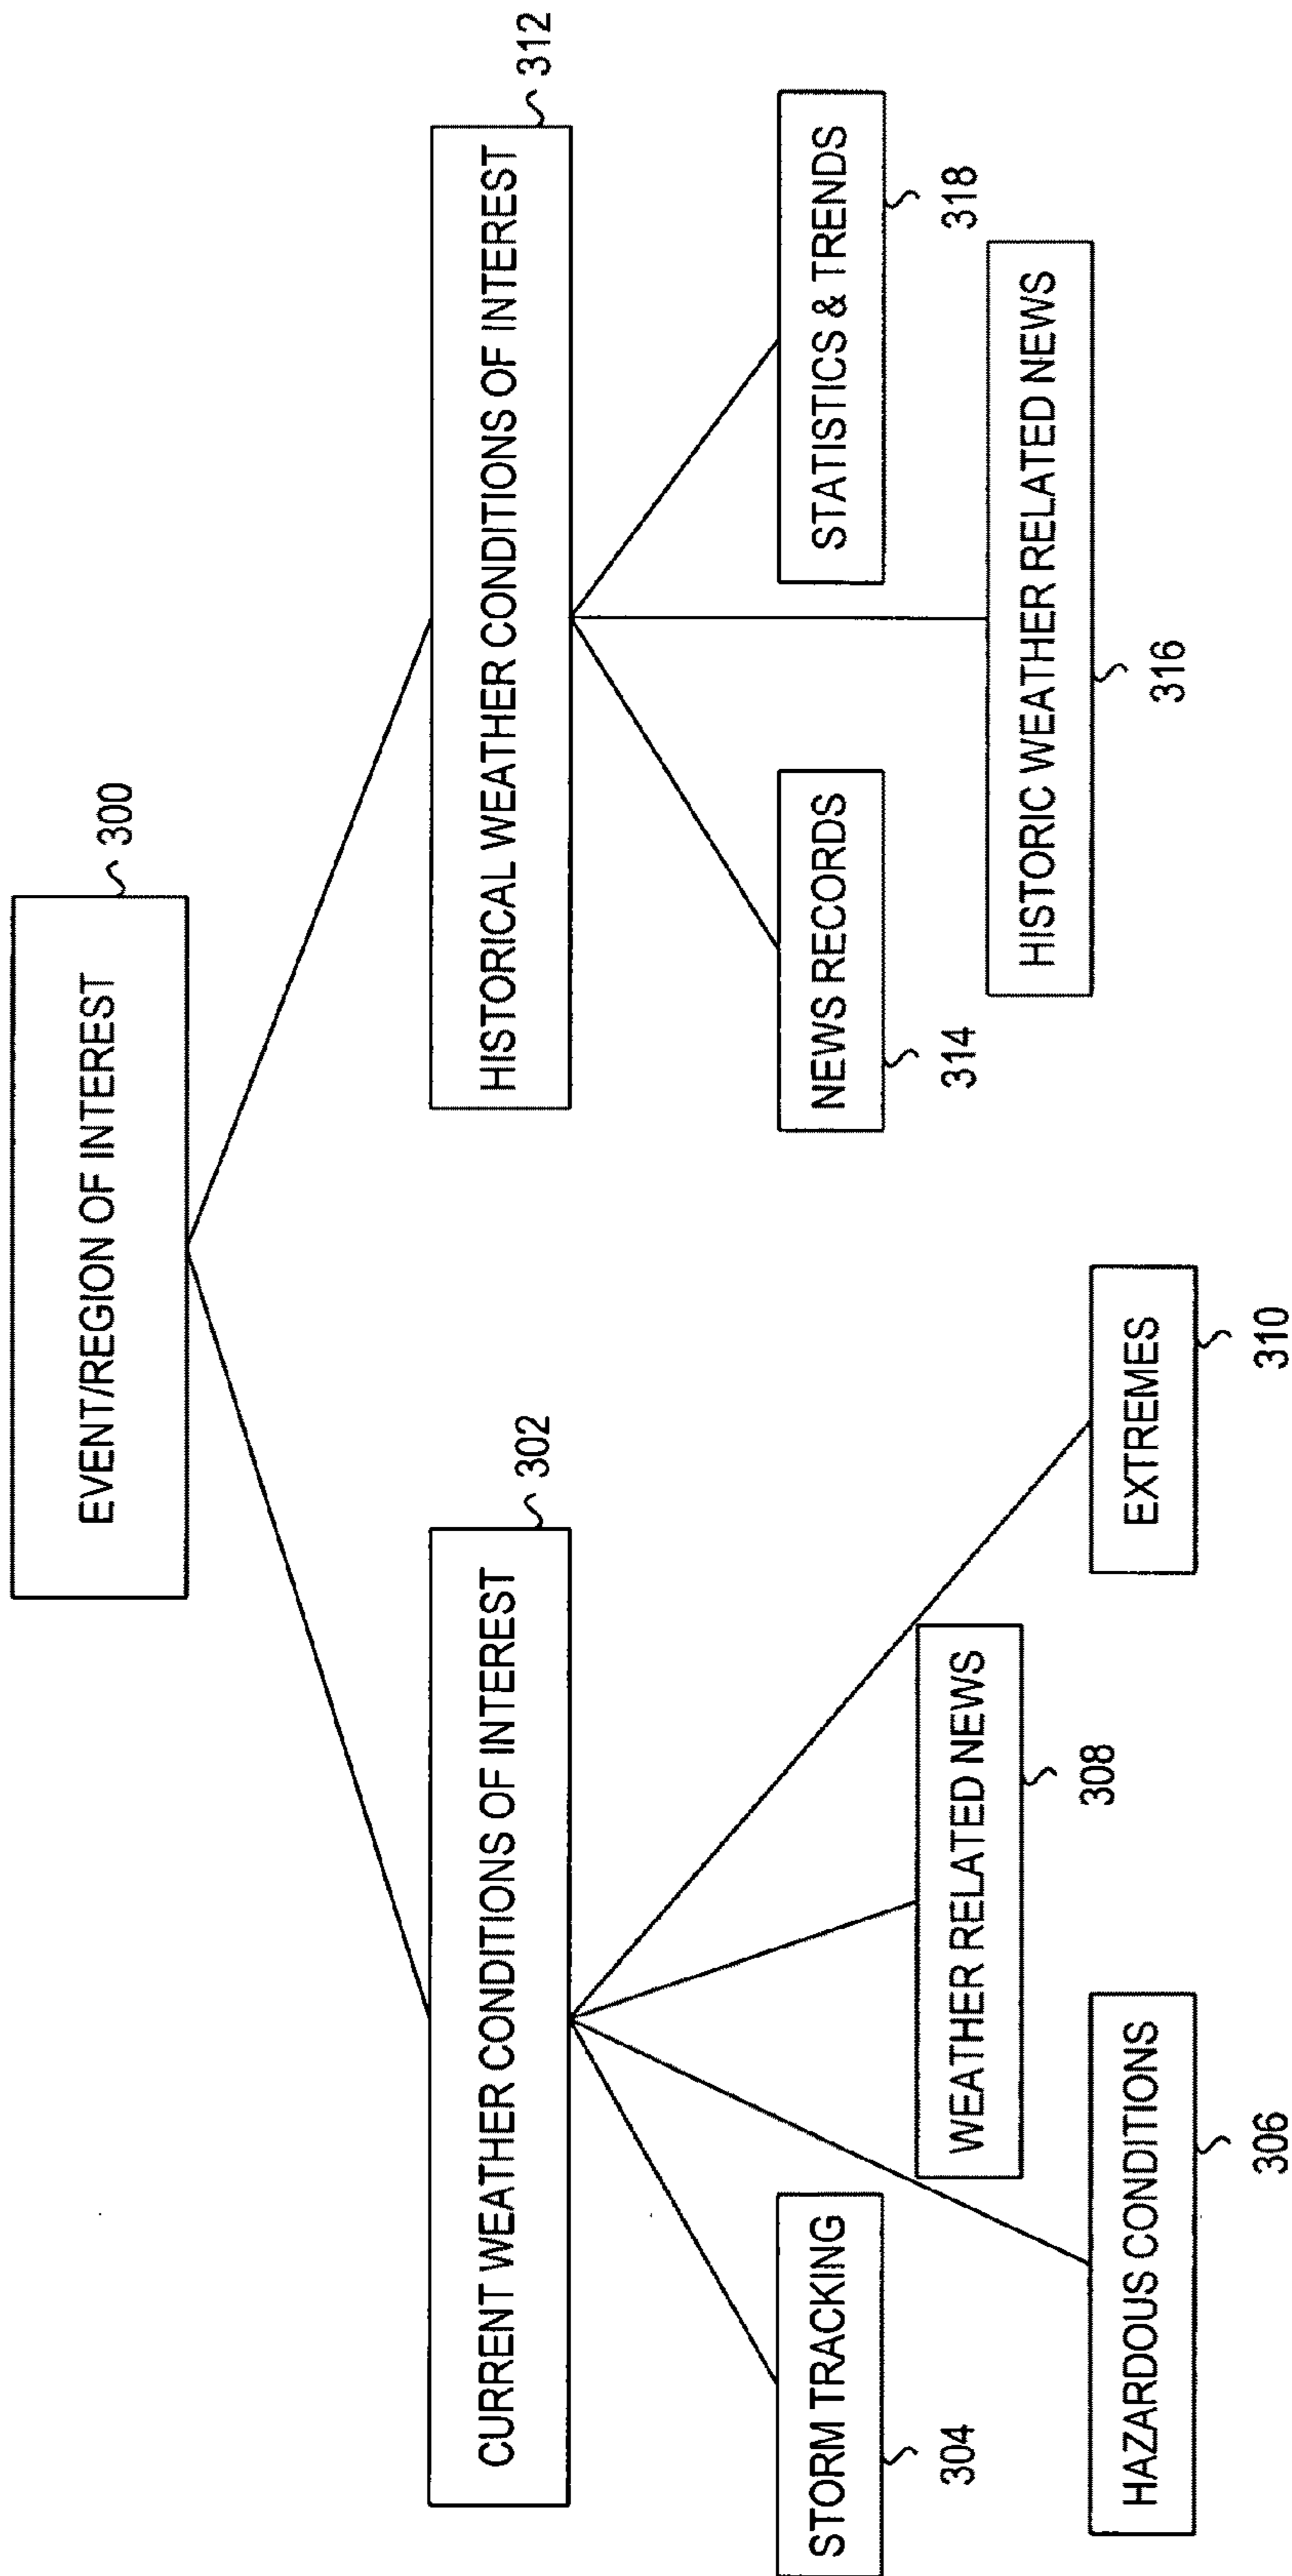 EVENT/REGION OF INTEREST
300
CURRENT WEATHER CONDITIONS OF INTEREST
302
HISTORICAL WEATHER CONDITIONS OF INTEREST
312
STORM TRACKING
304
HAZARDOUS CONDITIONS
306
WEATHER RELATED NEWS
308
EXTREMES
310
NEWS RECORDS
314
HISTORIC WEATHER RELATED NEWS
316
STATISTICS & TRENDS
318